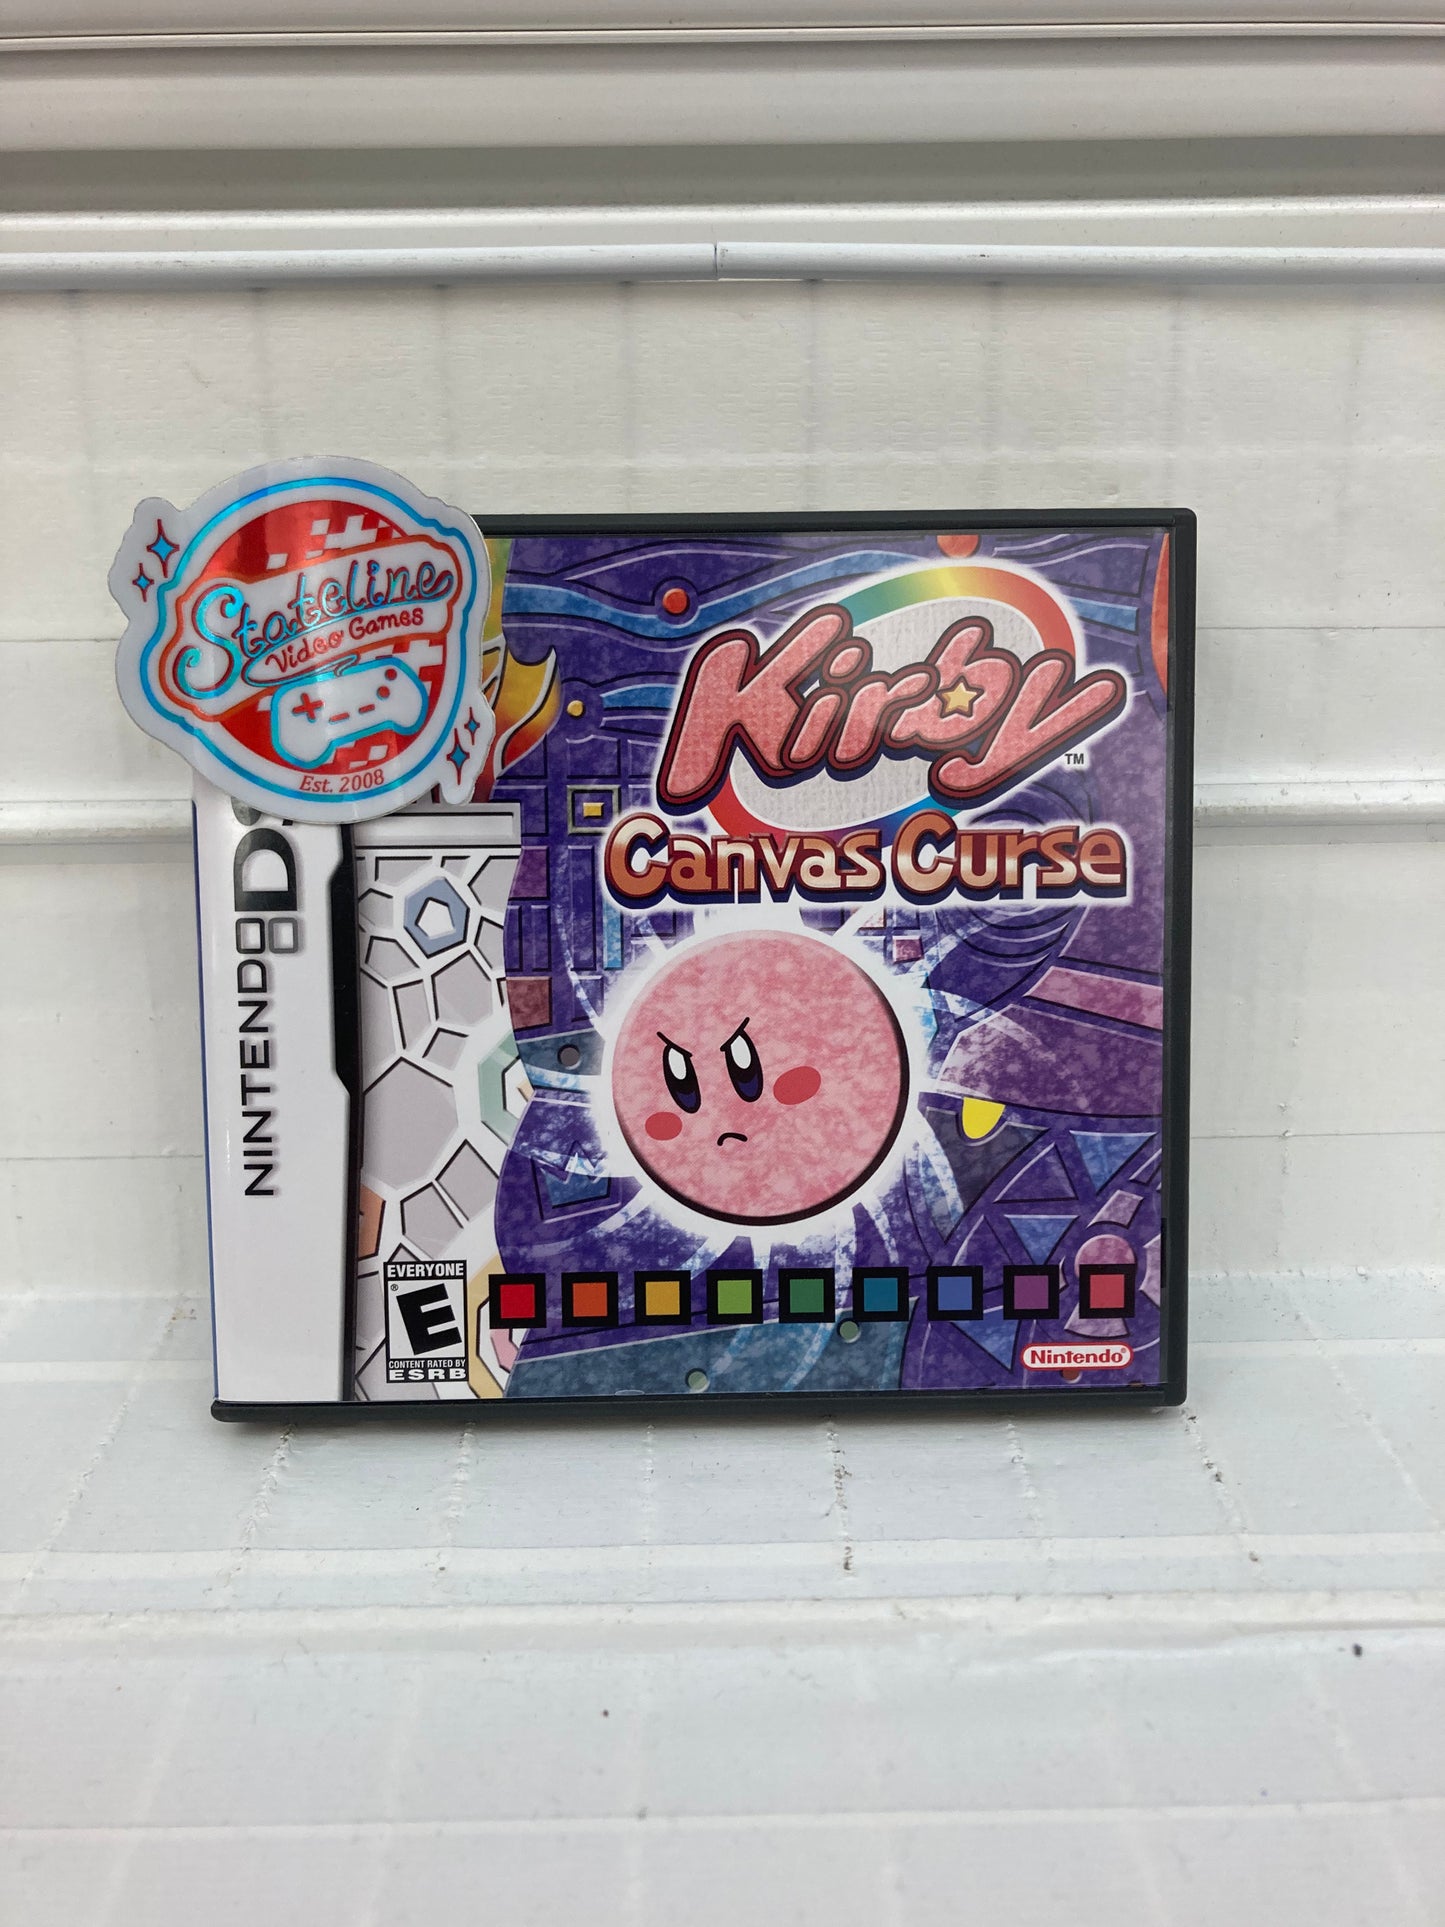 Stateline
Video Games
Est. 2008
NINTENDO DS
Kirby
TM
Canvas Curse
EVERYONE
®
E
CONTENT RATED BY
ESRB
Nintendo